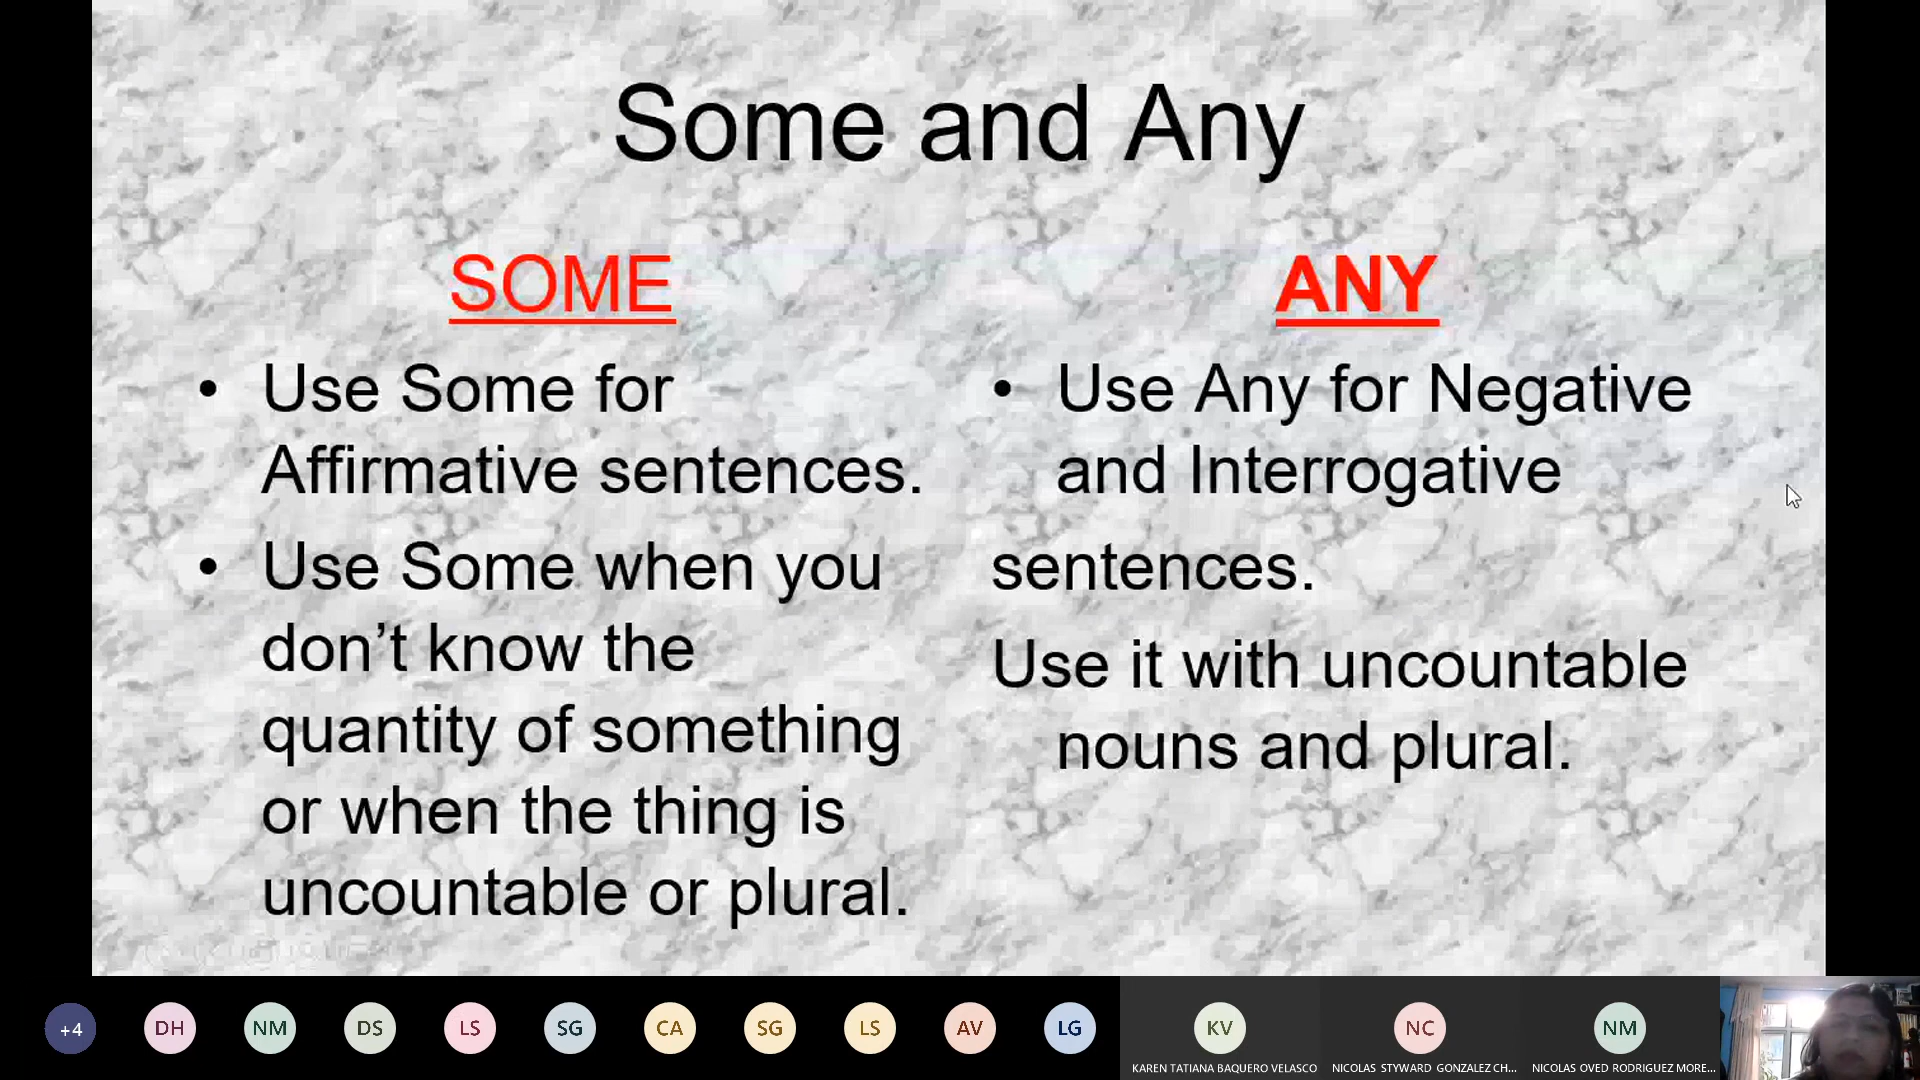 Some and Any
SOME
• Use Some for
Affirmative sentences.
• Use Some when you
don’t know the
quantity of something
or when the thing is
uncountable or plural.
ANY
• Use Any for Negative
and Interrogative
sentences.
Use it with uncountable
nouns and plural.
+4
DH
NM
DS
LS
SG
CA
SG
LS
AV
LG
KV
NC
NM
KAREN TATIANA BAQUERO VELASCO
NICOLAS STYWARD GONZALEZ CH...
NICOLAS OVED RODRIGUEZ MORE...